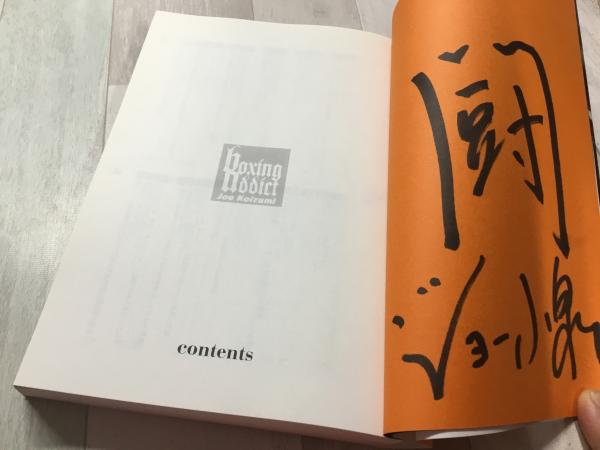 Boxing
Addict
Joe Koizumi
contents
闘
ジョー小泉